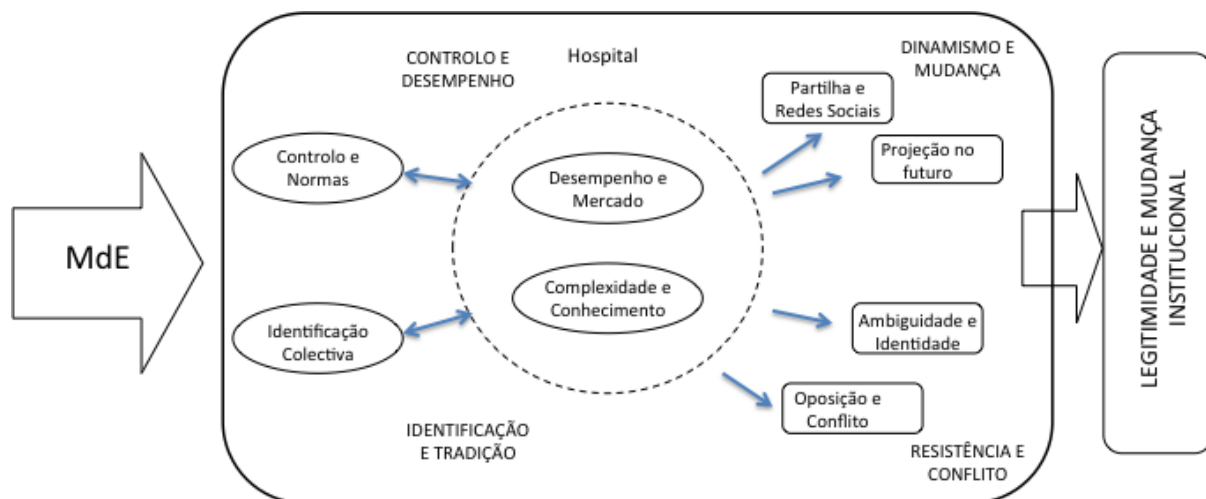 CONTROLO E
DESEMPENHO
Hospital
DINAMISMO E
MUDANÇA
Partilha e
Redes Sociais
Projeção no
futuro
Controlo e
Normas
Desempenho e
Mercado
MdE
Complexidade e
Conhecimento
Identificação
Colectiva
Ambiguidade e
Identidade
Oposição e
Conflito
IDENTIFICAÇÃO
E TRADIÇÃO
RESISTÊNCIA E
CONFLITO
LEGITIMIDADE E MUDANÇA
INSTITUCIONAL